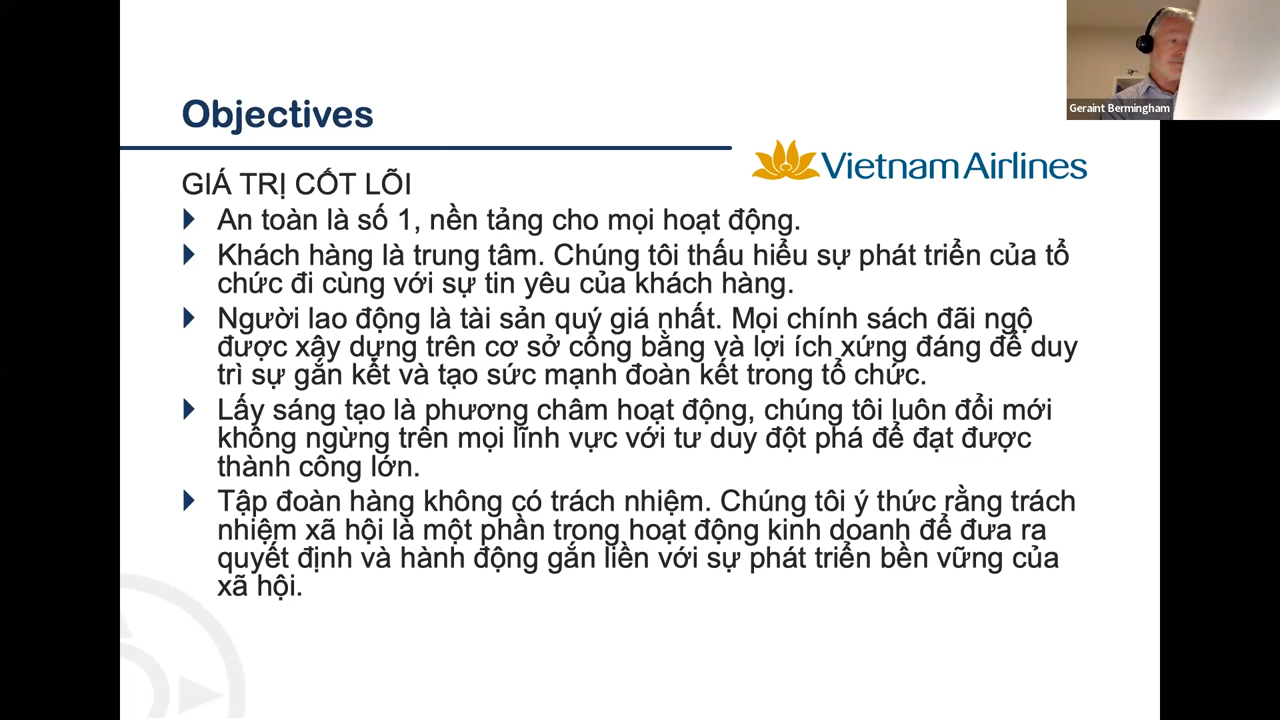 Geraint Bermingham
Objectives
Vietnam Airlines
GIÁ TRỊ CỐT LÕI
An toàn là số 1, nền tảng cho mọi hoạt động.
Khách hàng là trung tâm. Chúng tôi thấu hiểu sự phát triển của tổ
chức đi cùng với sự tin yêu của khách hàng.
Người lao động là tài sản quý giá nhất. Mọi chính sách đãi ngộ
được xây dựng trên cơ sở công bằng và lợi ích xứng đáng để duy
trì sự gắn kết và tạo sức mạnh đoàn kết trong tổ chức.
Lấy sáng tạo là phương châm hoạt động, chúng tôi luôn đổi mới
không ngừng trên mọi lĩnh vực với tư duy đột phá để đạt được
thành công lớn.
Tập đoàn hàng không có trách nhiệm. Chúng tôi ý thức rằng trách
nhiệm xã hội là một phần trong hoạt động kinh doanh để đưa ra
quyết định và hành động gắn liền với sự phát triển bền vững của
xã hội.